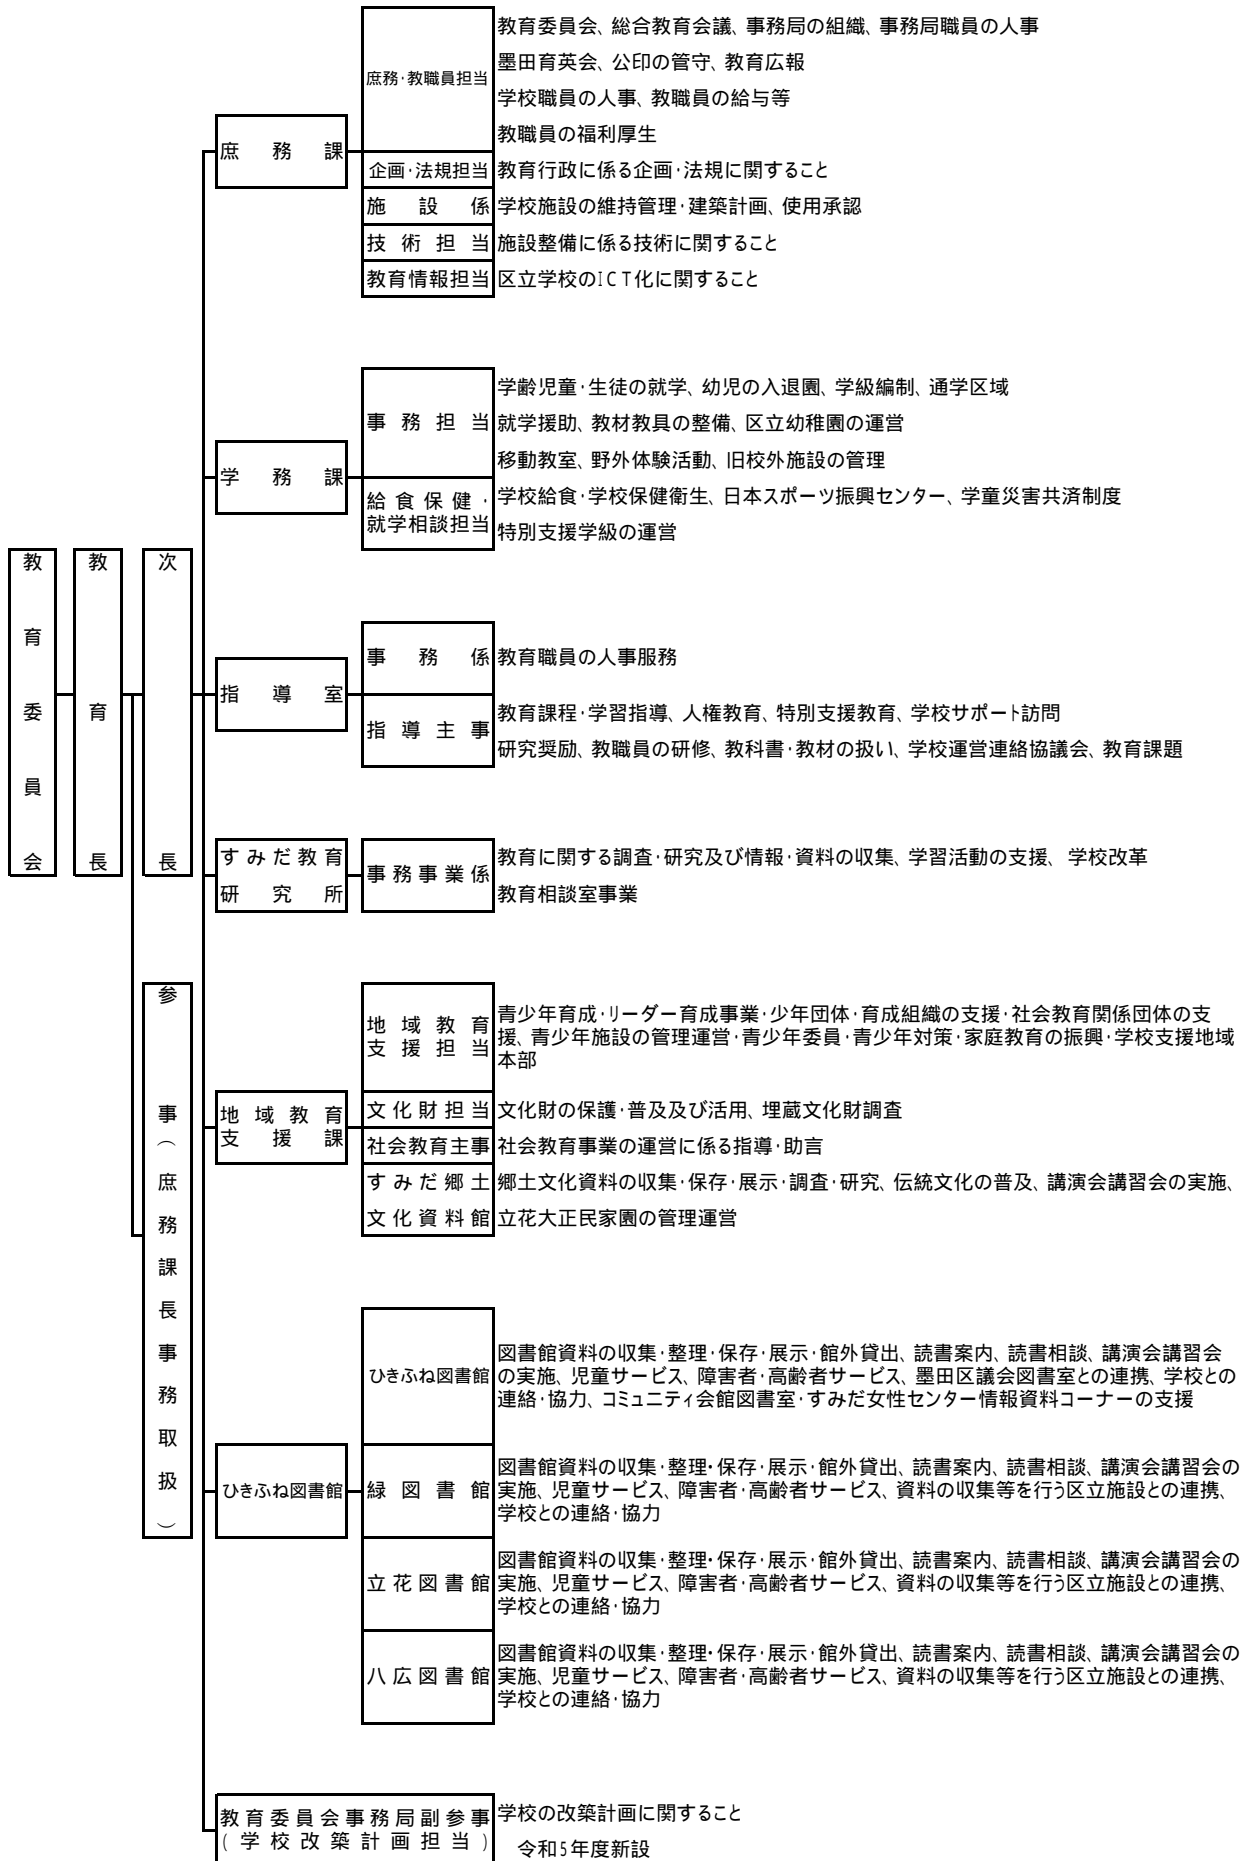 教育委員会
教育長
次長
参事(庶務課長事務取扱)
庶務課
庶務・教職員担当
教育委員会、総合教育会議、事務局の組織、事務局職員の人事
墨田育英会、公印の管守、教育広報
学校職員の人事、教職員の給与等
教職員の福利厚生
企画・法規担当
教育行政に係る企画・法規に関すること
施設係
学校施設の維持管理・建築計画、使用承認
技術担当
施設整備に係る技術に関すること
教育情報担当
区立学校のICT化に関すること
学務課
事務担当
学齢児童・生徒の就学、幼児の入退園、学級編制、通学区域
就学援助、教材教具の整備、区立幼稚園の運営
移動教室、野外体験活動、旧校外施設の管理
給食保健・
就学相談担当
学校給食・学校保健衛生、日本スポーツ振興センター、学童災害共済制度
特別支援学級の運営
指導室
事務係
教育職員の人事服務
指導主事
教育課程・学習指導、人権教育、特別支援教育、学校サポート訪問
研究奨励、教職員の研修、教科書・教材の扱い、学校運営連絡協議会、教育課題
すみだ教育
研究所
事務事業係
教育に関する調査・研究及び情報・資料の収集、学習活動の支援、 学校改革
教育相談室事業
地域教育
支援課
地域教育
支援担当
青少年育成・リーダー育成事業・少年団体・育成組織の支援・社会教育関係団体の支
援、青少年施設の管理運営・青少年委員・青少年対策・家庭教育の振興・学校支援地域
本部
文化財担当
文化財の保護・普及及び活用、埋蔵文化財調査
社会教育主事
社会教育事業の運営に係る指導・助言
すみだ郷土
文化資料館
郷土文化資料の収集・保存・展示・調査・研究、伝統文化の普及、講演会講習会の実施、
立花大正民家園の管理運営
ひきふね図書館
ひきふね図書館
図書館資料の収集・整理・保存・展示・館外貸出、読書案内、読書相談、講演会講習会
の実施、児童サービス、障害者・高齢者サービス、墨田区議会図書室との連携、学校との
連絡・協力、コミュニティ会館図書室・すみだ女性センター情報資料コーナーの支援
緑図書館
図書館資料の収集・整理・保存・展示・館外貸出、読書案内、読書相談、講演会講習会の
実施、児童サービス、障害者・高齢者サービス、資料の収集等を行う区立施設との連携、
学校との連絡・協力
立花図書館
図書館資料の収集・整理・保存・展示・館外貸出、読書案内、読書相談、講演会講習会の
実施、児童サービス、障害者・高齢者サービス、資料の収集等を行う区立施設との連携、
学校との連絡・協力
八広図書館
図書館資料の収集・整理・保存・展示・館外貸出、読書案内、読書相談、講演会講習会の
実施、児童サービス、障害者・高齢者サービス、資料の収集等を行う区立施設との連携、
学校との連絡・協力
教育委員会事務局副参事
(学校改築計画担当)
学校の改築計画に関すること
令和5年度新設